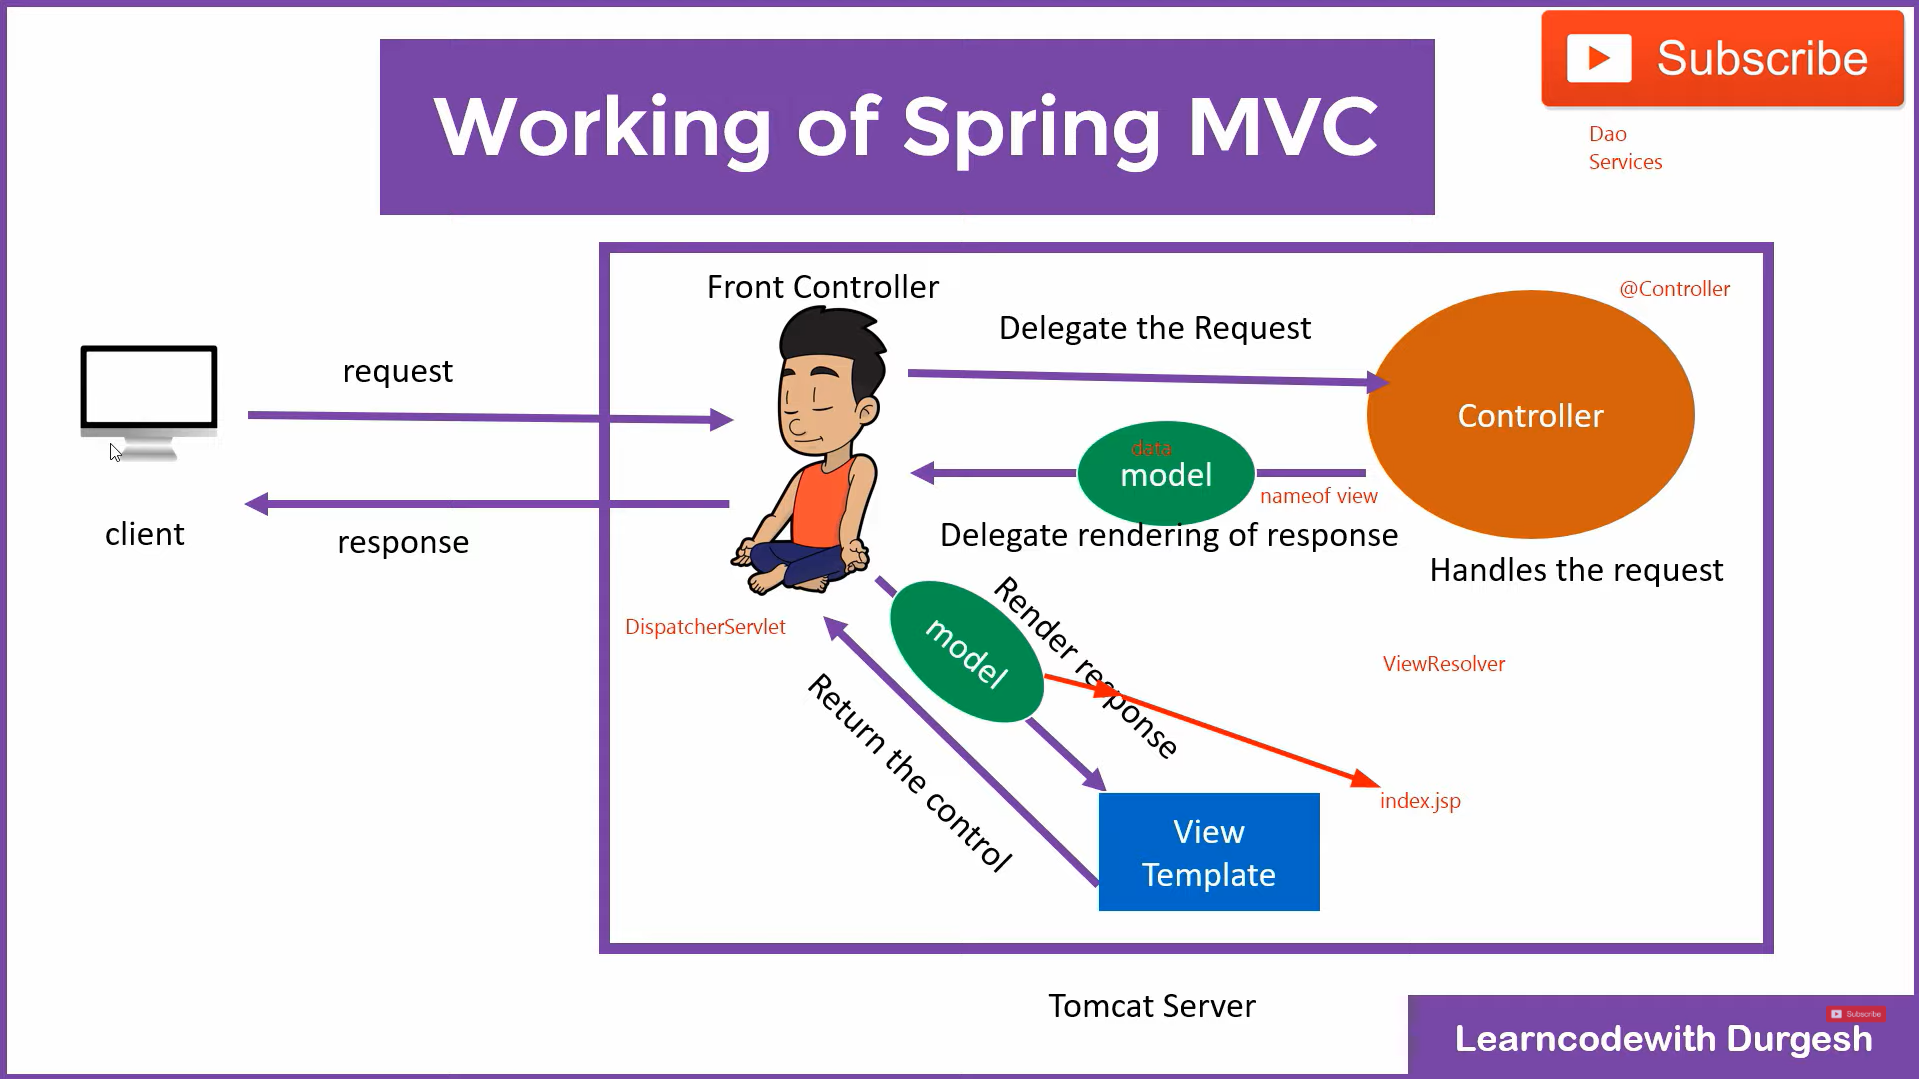 Subscribe
Working of Spring MVC
Dao
Services
Front Controller
@Controller
Delegate the Request
request
Controller
data
model
nameof view
client
response
Delegate rendering of response
Handles the request
Render response
DispatcherServlet
model
ViewResolver
Return the control
index.jsp
View
Template
Tomcat Server
Subscribe
Learncodewith Durgesh